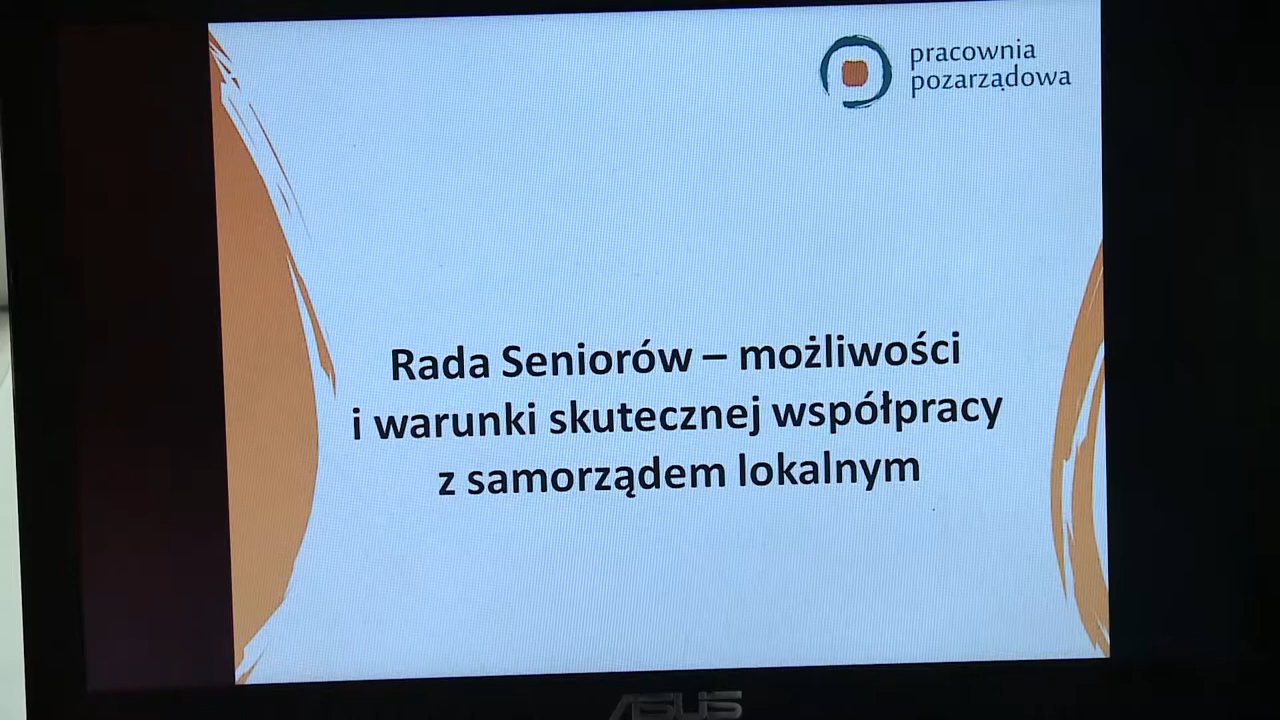 pracownia
pozarządowa
Rada Seniorów – możliwości
i warunki skutecznej współpracy
z samorządem lokalnym
ASUS